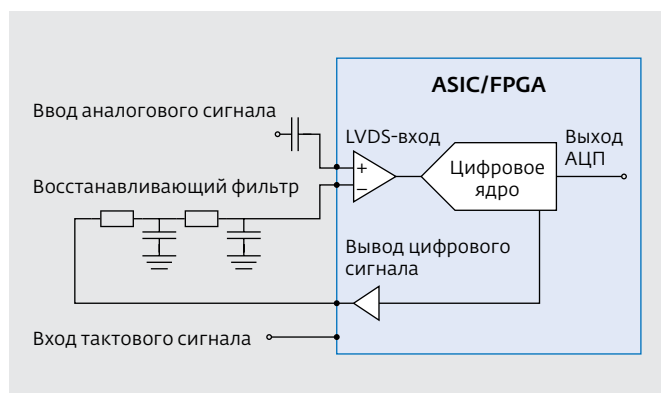 ASIC/FPGA
Ввод аналогового сигнала
LVDS-вход
Выход
АЦП
+
−
Цифровое
ядро
Восстанавливающий фильтр
Вывод цифрового
сигнала
Вход тактового сигнала